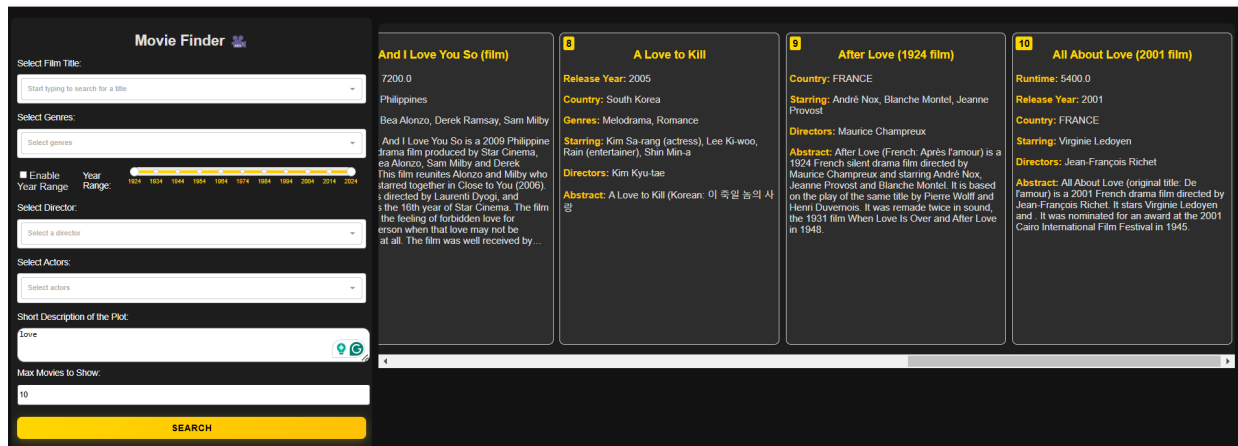 Movie Finder
Select Film Title:
Start typing to search for a title
Select Genres:
Select genres
Enable Year Range
Year Range:
1924 1934 1944 1954 1964 1974 1984 1994 2004 2014 2024
Select Director:
Select a director
Select Actors:
Select actors
Short Description of the Plot:
love
Max Movies to Show:
10
SEARCH
And I Love You So (film)
7200.0
Philippines
Bea Alonzo, Derek Ramsay, Sam Milby
And I Love You So is a 2009 Philippine
drama film produced by Star Cinema,
ea Alonzo, Sam Milby and Derek
This film reunites Alonzo and Milby who
starred together in Close to You (2006).
s directed by Laurenti Dyogi, and
s the 16th year of Star Cinema. The film
the feeling of forbidden love for
erson when that love may not be
at all. The film was well received by…
8
A Love to Kill
Release Year: 2005
Country: South Korea
Genres: Melodrama, Romance
Starring: Kim Sa-rang (actress), Lee Ki-woo,
Rain (entertainer), Shin Min-a
Directors: Kim Kyu-tae
Abstract: A Love to Kill (Korean: 이 죽일 놈의 사
랑
9
After Love (1924 film)
Country: FRANCE
Starring: André Nox, Blanche Montel, Jeanne
Provost
Directors: Maurice Champreux
Abstract: After Love (French: Après l'amour) is a
1924 French silent drama film directed by
Maurice Champreux and starring André Nox,
Jeanne Provost and Blanche Montel. It is based
on the play of the same title by Pierre Wolff and
Henri Duvernois. It was remade twice in sound,
the 1931 film When Love Is Over and After Love
in 1948.
10
All About Love (2001 film)
Runtime: 5400.0
Release Year: 2001
Country: FRANCE
Starring: Virginie Ledoyen
Directors: Jean-François Richet
Abstract: All About Love (original title: De
l'amour) is a 2001 French drama film directed by
Jean-François Richet. It stars Virginie Ledoyen
and . It was nominated for an award at the 2001
Cairo International Film Festival in 1945.